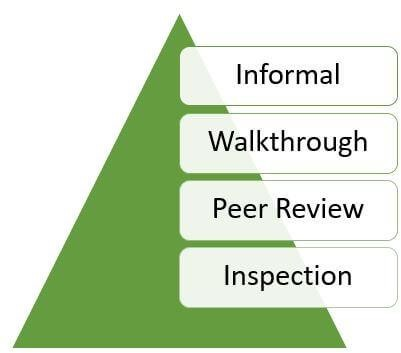 Informal
Walkthrough
Peer Review
Inspection